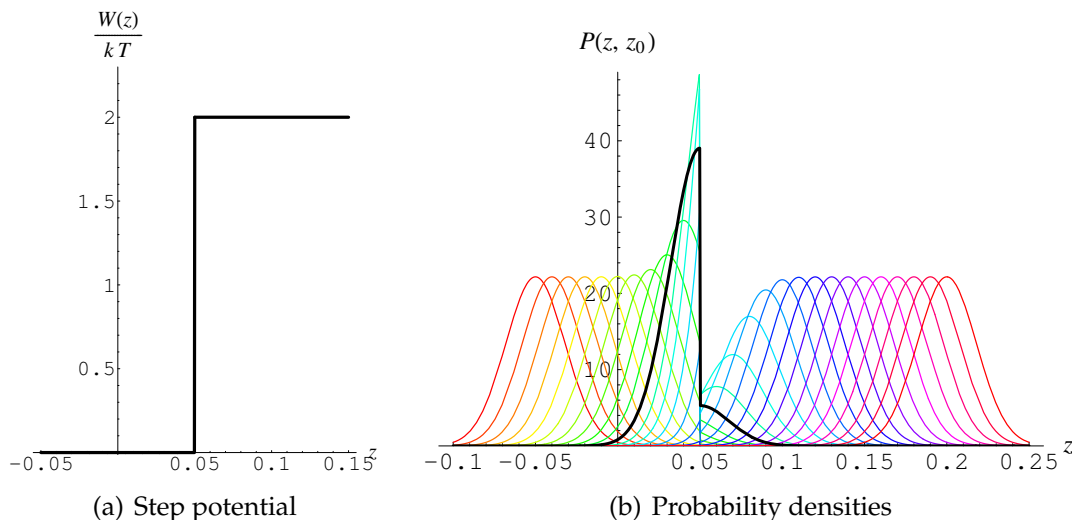 W(z)
kT
2
1.5
1
0.5
-0.05 0.05 0.1 0.15 z
(a) Step potential
P(z, z0)
40
30
20
10
-0.1 -0.05 0.05 0.1 0.15 0.2 0.25 z
(b) Probability densities